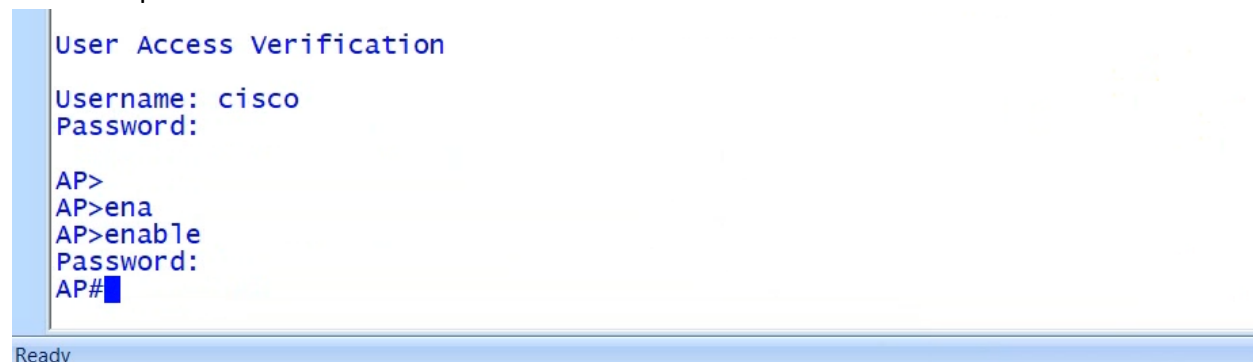 User Access Verification
Username: cisco
Password:
AP>
AP>ena
AP>enable
Password:
AP#
Ready